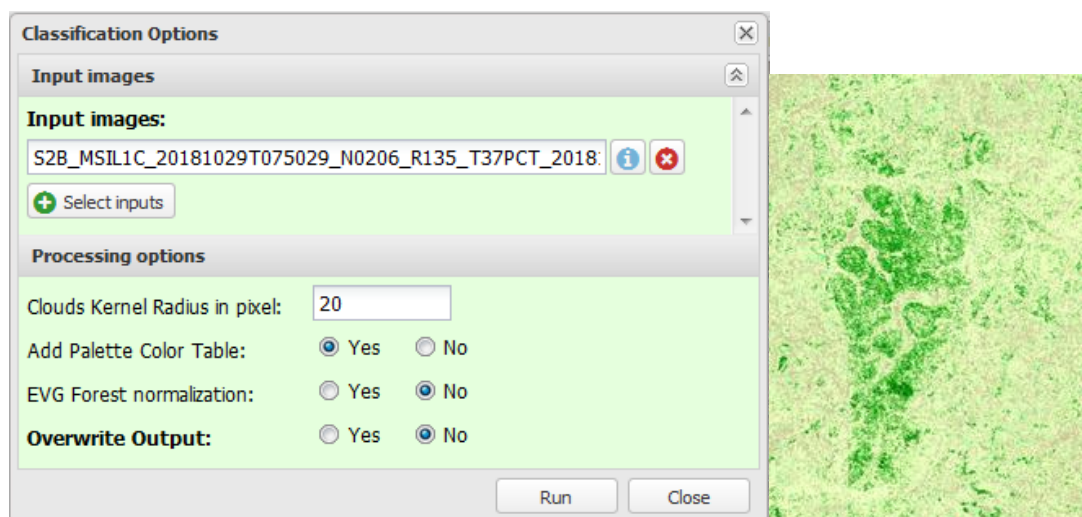 Classification Options
Input images
Input images:
S2B_MSIL1C_20181029T075029_N0206_R135_T37PCT_2018
Select inputs
Processing options
Clouds Kernel Radius in pixel: 20
Add Palette Color Table: Yes No
EVG Forest normalization: Yes No
Overwrite Output: Yes No
Run Close